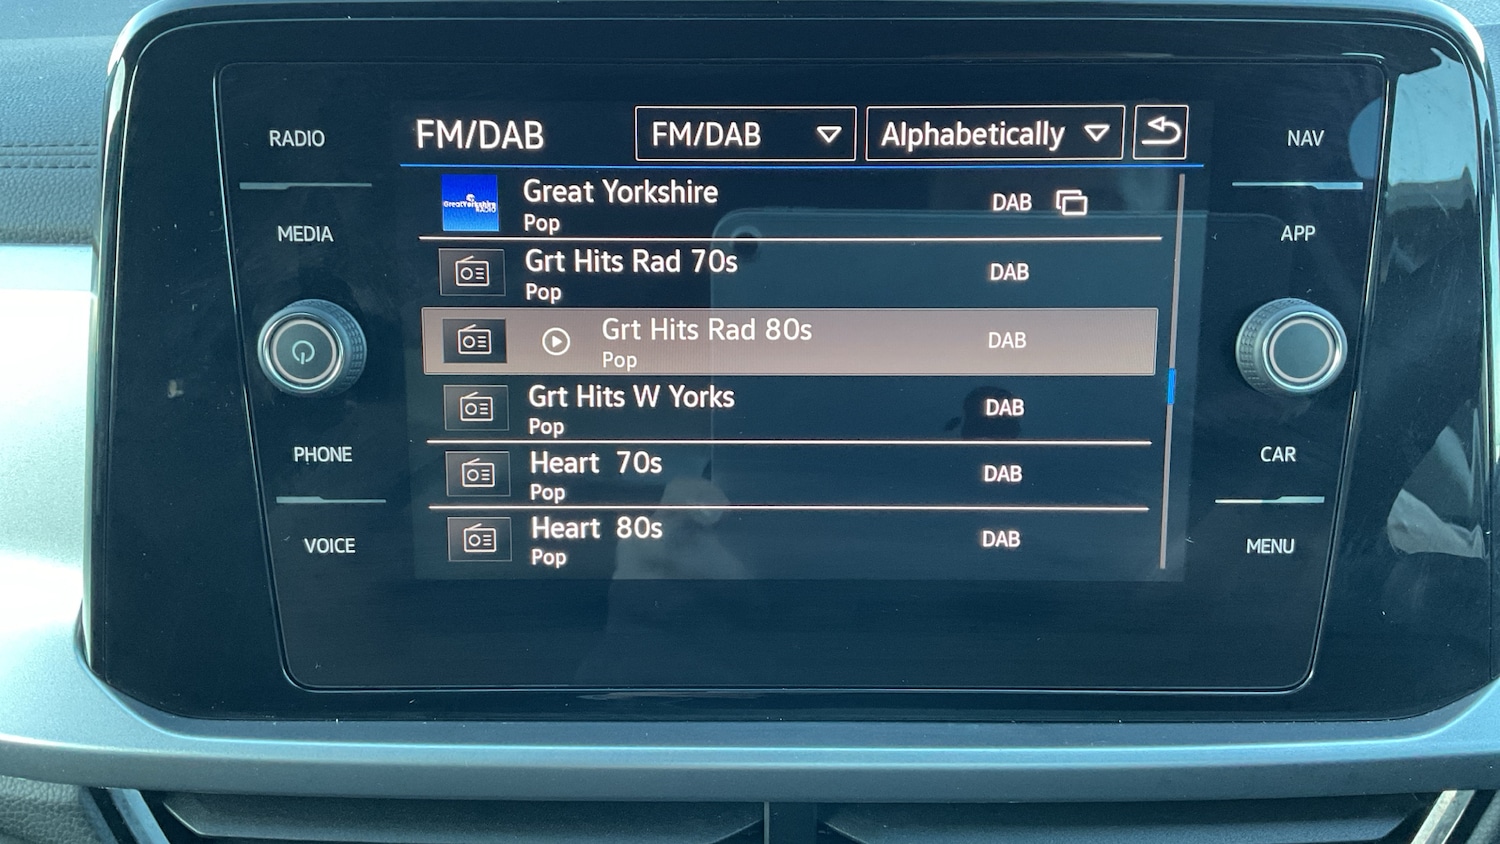 RADIO
MEDIA
PHONE
VOICE
FM/DAB
FM/DAB
Alphabetically
GreatYorkshire
RADIO
Great Yorkshire
Pop
DAB
Grt Hits Rad 70s
Pop
DAB
Grt Hits Rad 80s
Pop
DAB
Grt Hits W Yorks
Pop
DAB
Heart 70s
Pop
DAB
Heart 80s
Pop
DAB
NAV
APP
CAR
MENU